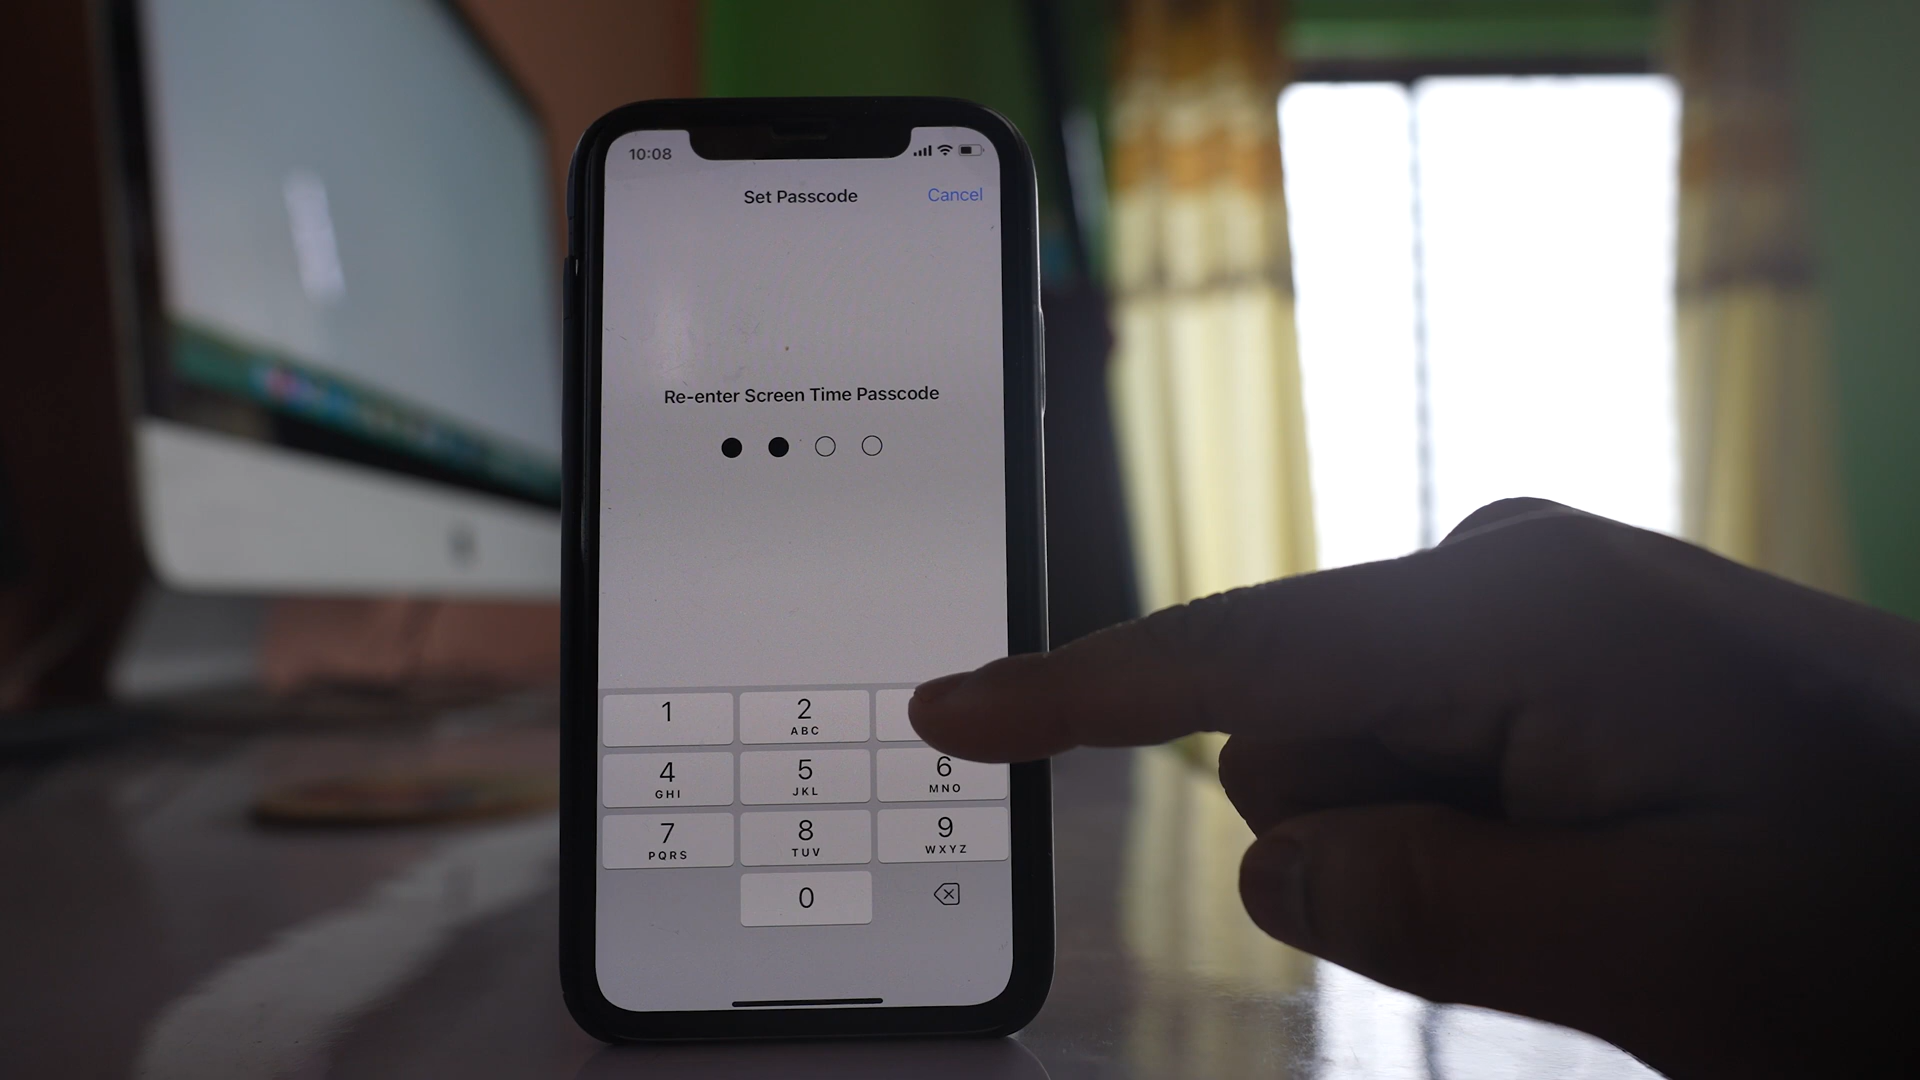 10:08
Set Passcode
Cancel
Re-enter Screen Time Passcode
1
2
ABC
4
GHI
5
JKL
6
MNO
7
PQRS
8
TUV
9
WXYZ
0